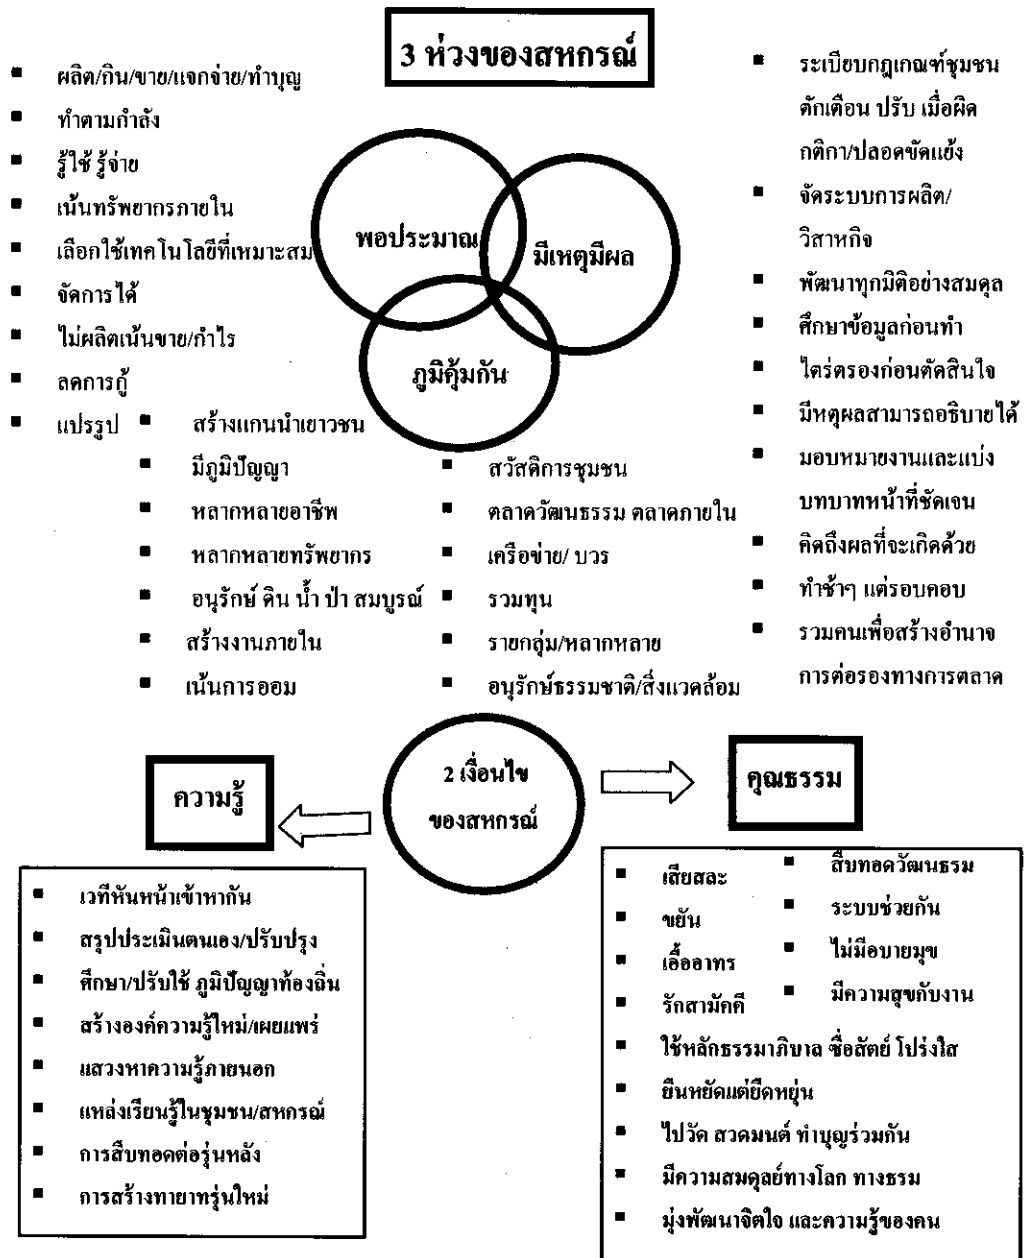 3 ห่วงของสหกรณ์
ผลิต/กิน/ขาย/แจกจ่าย/ทำบุญ
ทำตามกำลัง
รู้ใช้ รู้จ่าย
เน้นทรัพยากรภายใน
เลือกใช้เทคโนโลยีที่เหมาะสม
จัดการได้
ไม่ผลิตเน้นขาย/กำไร
ลดการกู้
แปรรูป
พอประมาณ
มีเหตุมีผล
ภูมิคุ้มกัน
ระเบียบกฎเกณฑ์ชุมชน
ตักเตือน ปรับ เมื่อผิด
กติกา/ปลอดขัดแย้ง
จัดระบบการผลิต/
วิสาหกิจ
พัฒนาทุกมิติอย่างสมดุล
ศึกษาข้อมูลก่อนทำ
ไตร่ตรองก่อนตัดสินใจ
มีหตุผลสามารถอธิบายได้
มอบหมายงานและแบ่ง
บทบาทหน้าที่ชัดเจน
คิดถึงผลที่จะเกิดด้วย
ทำช้าๆ แต่รอบคอบ
รวมคนเพื่อสร้างอำนาจ
การต่อรองทางการตลาด
สร้างแกนนำเยาวชน
มีภูมิปัญญา
หลากหลายอาชีพ
หลากหลายทรัพยากร
อนุรักษ์ ดิน น้ำ ป่า สมบูรณ์
สร้างงานภายใน
เน้นการออม
สวัสดิการชุมชน
ตลาดวัฒนธรรม ตลาดภายใน
เครือข่าย/ บวร
รวมทุน
รายกลุ่ม/หลากหลาย
อนุรักษ์ธรรมชาติ/สิ่งแวดล้อม
2 เงื่อนไข
ของสหกรณ์
ความรู้
เวทีหันหน้าเข้าหากัน
สรุปประเมินตนเอง/ปรับปรุง
ศึกษา/ปรับใช้ ภูมิปัญญาท้องถิ่น
สร้างองค์ความรู้ใหม่/เผยแพร่
แสวงหาความรู้ภายนอก
แหล่งเรียนรู้ในชุมชน/สหกรณ์
การสืบทอดต่อรุ่นหลัง
การสร้างทายาทรุ่นใหม่
คุณธรรม
เสียสละ
ขยัน
เอื้ออาทร
รักสามัคคี
สืบทอดวัฒนธรม
ระบบช่วยกัน
ไม่มีอบายมุข
มีความสุขกับงาน
ใช้หลักธรรมาภิบาล ซื่อสัตย์ โปร่งใส
ยืนหยัดแต่ยืดหยุ่น
ไปวัด สวดมนต์ ทำบุญร่วมกัน
มีความสมดุลย์ทางโลก ทางธรรม
มุ่งพัฒนาจิตใจ และความรู้ของคน